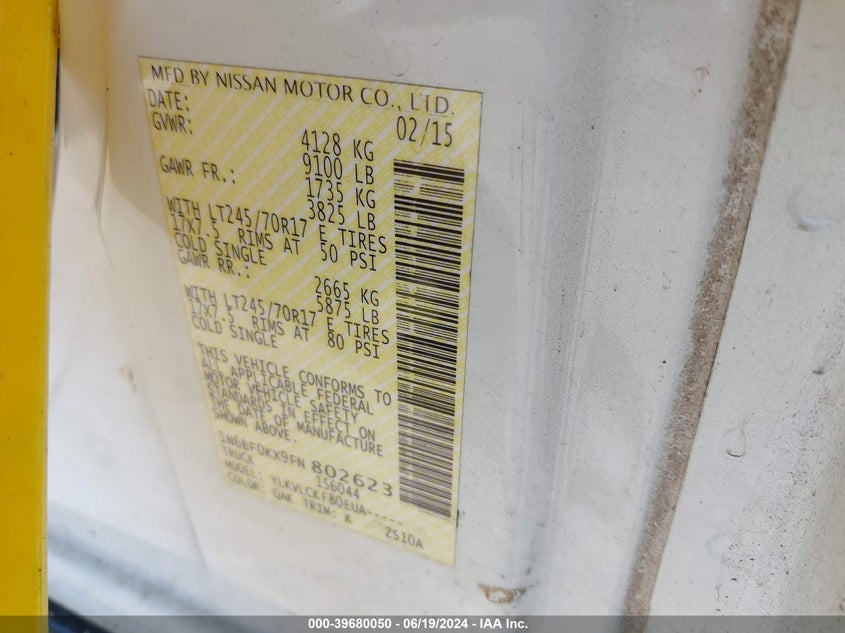 MFD BY NISSAN MOTOR CO., LTD.
DATE: 02/15
GVWR: 4128 KG
9100 LB
GAWR FR.: 1735 KG
3825 LB
WITH LT245/70R17 E TIRES
17X7.5 RIMS AT 50 PSI
COLD SINGLE
GAWR RR.: 2665 KG
5875 LB
WITH LT245/70R17 E TIRES
17X7.5 RIMS AT 80 PSI
COLD SINGLE
THIS VEHICLE CONFORMS TO
ALL APPLICABLE FEDERAL
MOTOR VEHICLE SAFETY
STANDARDS IN EFFECT ON
THE DATE OF MANUFACTURE
SHOWN ABOVE.
1N6BF0KX9FN 802623
TRUCK 156044
MODEL: YLKVLCKF80EUA-----
COLOR: QAK TRIM: K ZS10A
000-39680050 - 06/19/2024 - IAA Inc.